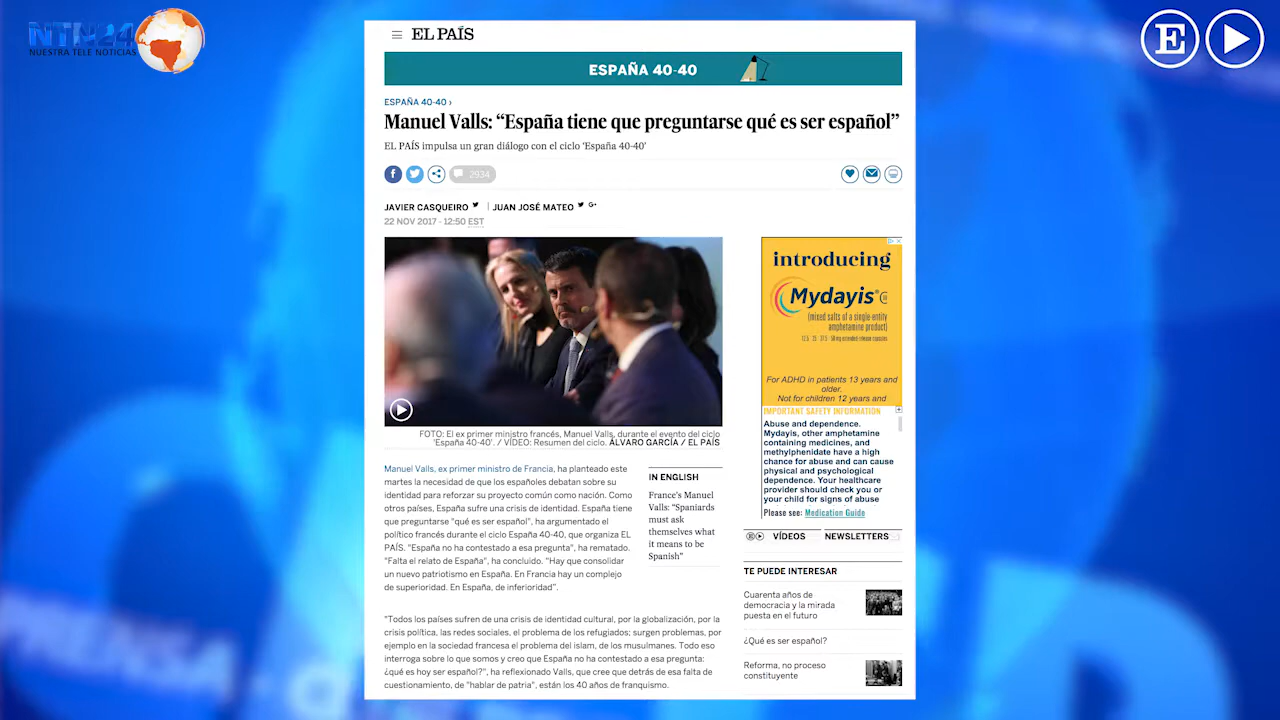 NTN24
NUESTRA TELE NOTICIAS
E
EL PAÍS
ESPAÑA 40-40
ESPAÑA 40-40 ›
Manuel Valls: “España tiene que preguntarse qué es ser español”
EL PAÍS impulsa un gran diálogo con el ciclo ‘España 40-40’
2934
JAVIER CASQUEIRO | JUAN JOSÉ MATEO G+
22 NOV 2017 - 12:50 EST
FOTO: El ex primer ministro francés, Manuel Valls, durante el evento del ciclo
'España 40-40'. / VÍDEO: Resumen del ciclo. ÁLVARO GARCÍA / EL PAÍS
Manuel Valls, ex primer ministro de Francia, ha planteado este
martes la necesidad de que los españoles debatan sobre su
identidad para reforzar su proyecto común como nación. Como
otros países, España sufre una crisis de identidad. España tiene
que preguntarse "qué es ser español", ha argumentado el
político francés durante el ciclo España 40-40, que organiza EL
PAÍS. "España no ha contestado a esa pregunta", ha rematado.
"Falta el relato de España", ha concluido. "Hay que consolidar
un nuevo patriotismo en España. En Francia hay un complejo
de superioridad. En España, de inferioridad”.
IN ENGLISH
France's Manuel
Valls: “Spaniards
must ask
themselves what
it means to be
Spanish”
"Todos los países sufren de una crisis de identidad cultural, por la globalización, por la
crisis política, las redes sociales, el problema de los refugiados; surgen problemas, por
ejemplo en la sociedad francesa el problema del islam, de los musulmanes. Todo eso
interroga sobre lo que somos y creo que España no ha contestado a esa pregunta:
¿qué es hoy ser español?", ha reflexionado Valls, que cree que detrás de esa falta de
cuestionamiento, de "hablar de patria", están los 40 años de franquismo.
introducing
Mydayis®
(mixed salts of a single-entity
amphetamine product)
For ADHD in patients 13 years and
older.
Not for children 12 years and
IMPORTANT SAFETY INFORMATION
Abuse and dependence.
Mydayis, other amphetamine
containing medicines, and
methylphenidate have a high
chance for abuse and can cause
physical and psychological
dependence. Your healthcare
provider should check you or
your child for signs of abuse
Please see: Medication Guide
VÍDEOS NEWSLETTERS
TE PUEDE INTERESAR
Cuarenta años de
democracia y la mirada
puesta en el futuro
¿Qué es ser español?
Reforma, no proceso
constituyente